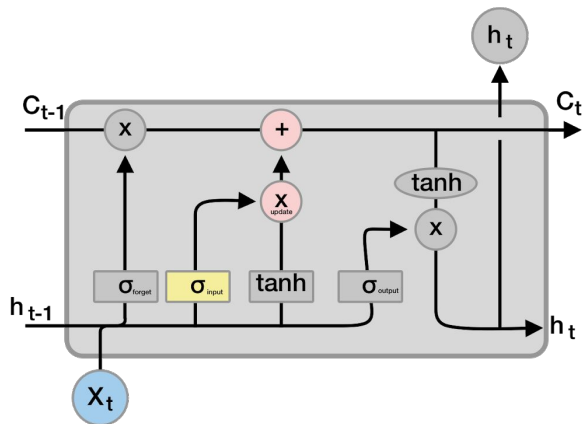 h t
C t-1
C t
x
+
tanh
x
update
x
σ forget
σ input
tanh
σ output
h t-1
h t
X t